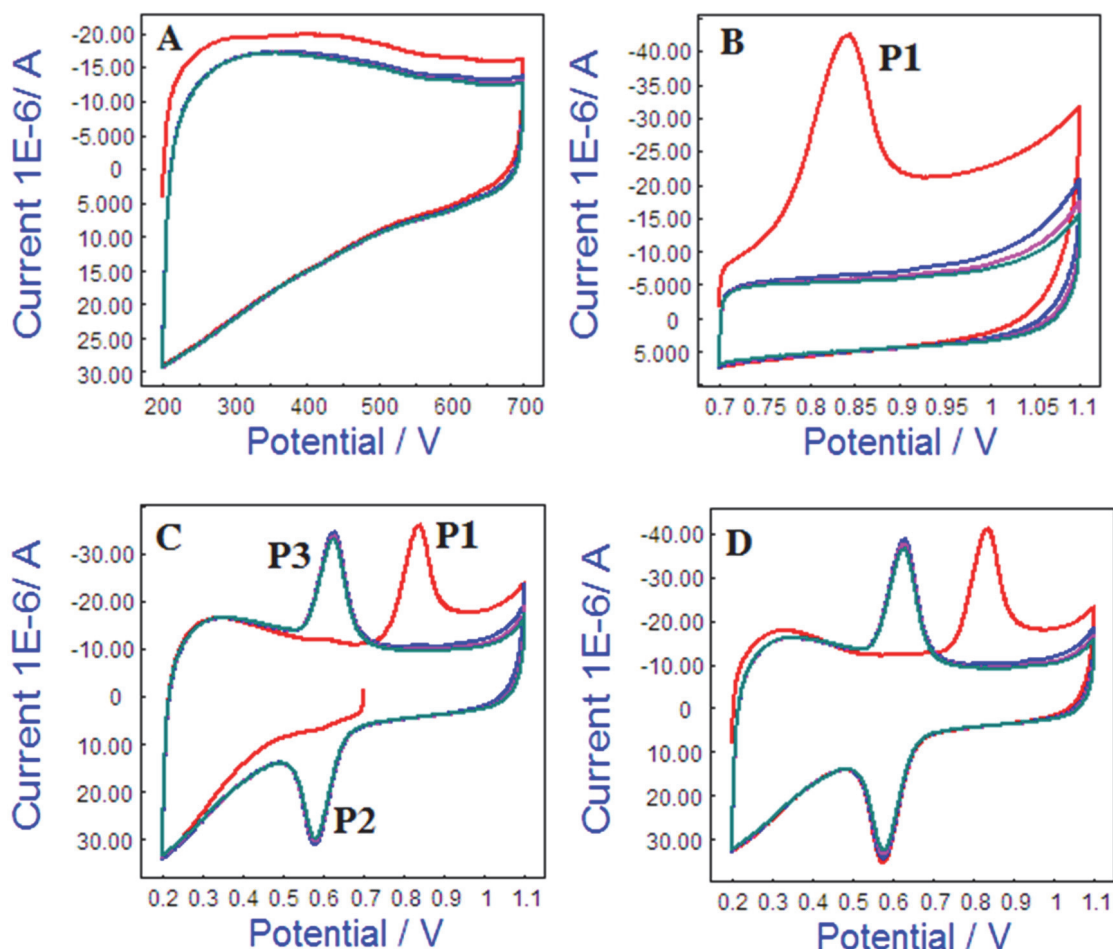 A
Current 1E-6/ A
-20.00
-15.00
-10.00
-5.000
0
5.000
10.00
15.00
20.00
25.00
30.00
200 300 400 500 600 700
Potential / V
B
P1
Current 1E-6/ A
-40.00
-35.00
-30.00
-25.00
-20.00
-15.00
-10.00
-5.000
0
5.000
0.7 0.75 0.8 0.85 0.9 0.95 1 1.05 1.1
Potential / V
C
P3
P1
P2
Current 1E-6/ A
-30.00
-20.00
-10.00
0
10.00
20.00
30.00
0.2 0.3 0.4 0.5 0.6 0.7 0.8 0.9 1 1.1
Potential / V
D
Current 1E-6/ A
-40.00
-30.00
-20.00
-10.00
0
10.00
20.00
30.00
0.2 0.3 0.4 0.5 0.6 0.7 0.8 0.9 1 1.1
Potential / V